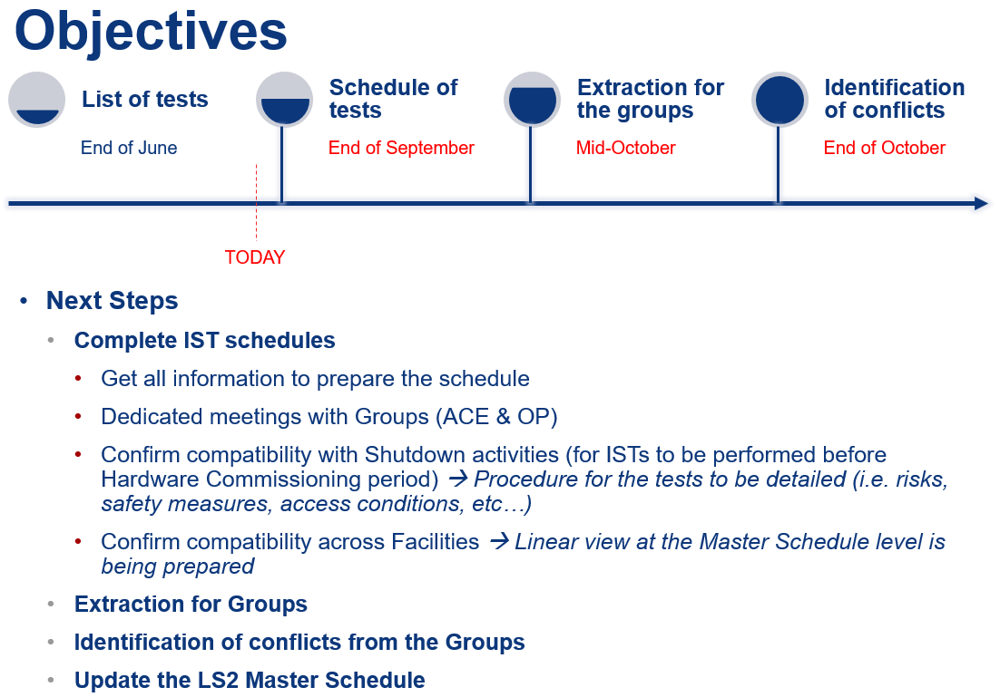 Objectives
List of tests
End of June
Schedule of
tests
End of September
Extraction for
the groups
Mid-October
Identification
of conflicts
End of October
TODAY
• Next Steps
• Complete IST schedules
• Get all information to prepare the schedule
• Dedicated meetings with Groups (ACE & OP)
• Confirm compatibility with Shutdown activities (for ISTs to be performed before
Hardware Commissioning period) → Procedure for the tests to be detailed (i.e. risks,
safety measures, access conditions, etc…)
• Confirm compatibility across Facilities → Linear view at the Master Schedule level is
being prepared
• Extraction for Groups
• Identification of conflicts from the Groups
• Update the LS2 Master Schedule